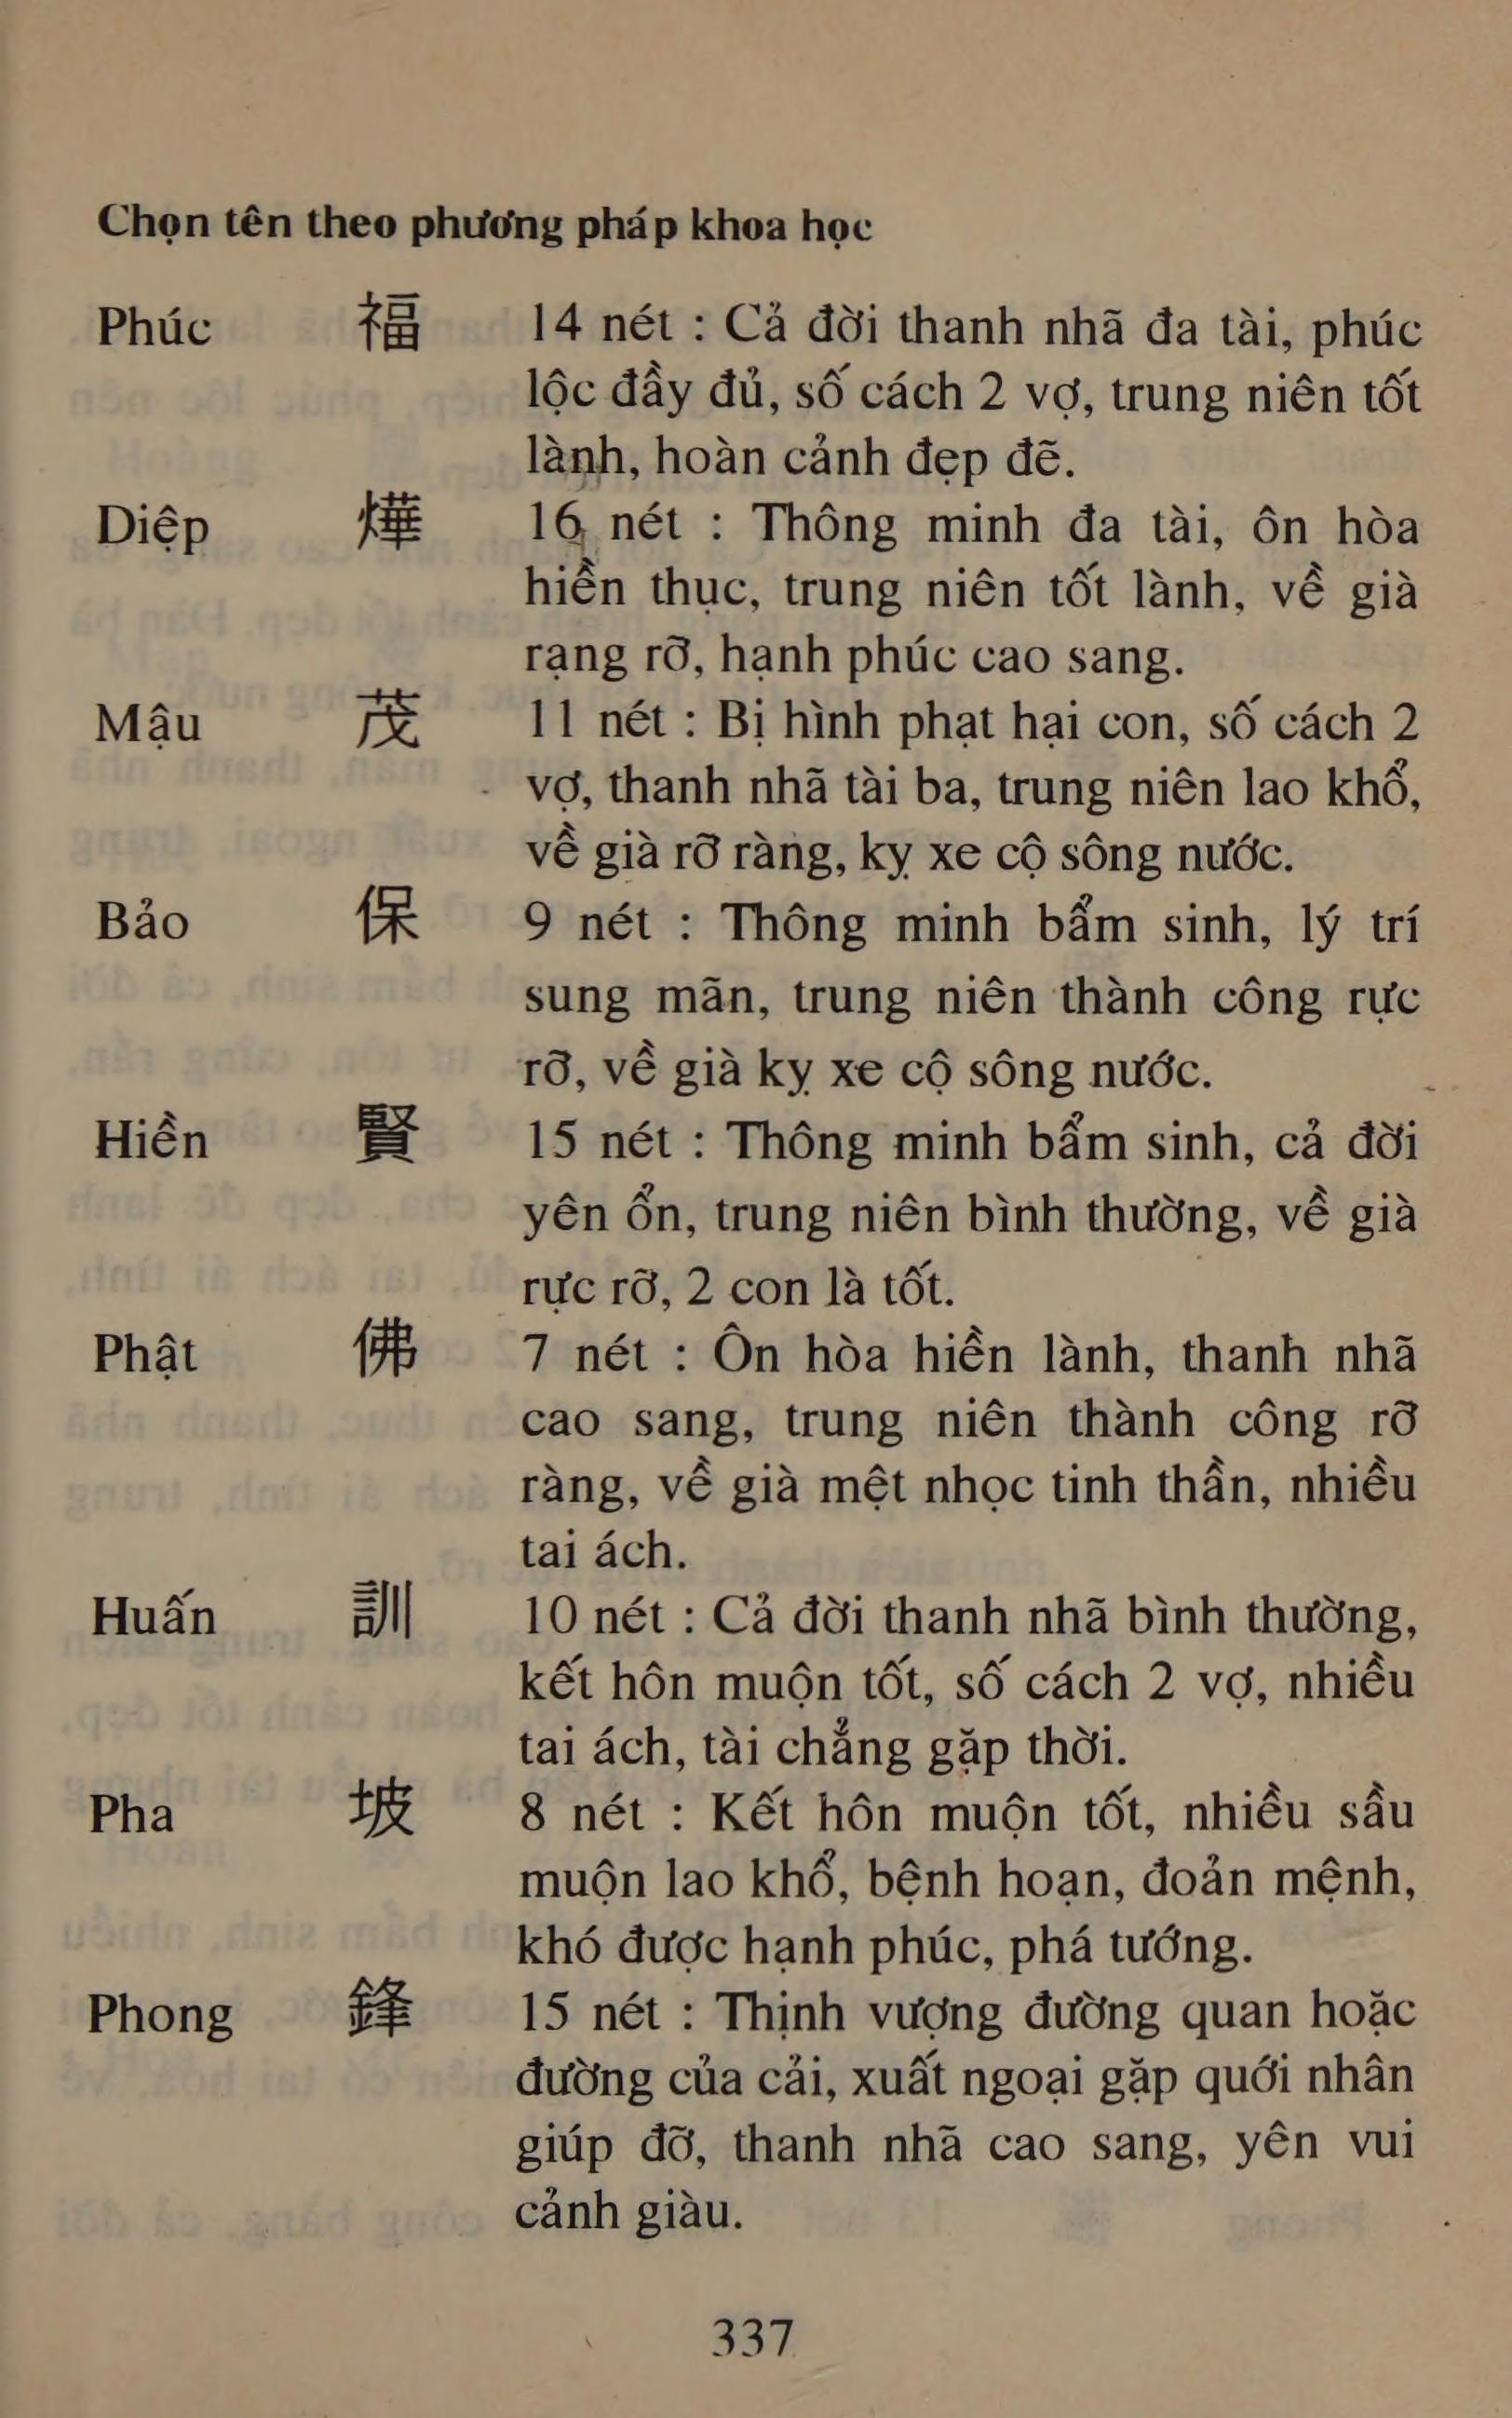 Chọn tên theo phương pháp khoa học
Phúc 福 14 nét : Cả đời thanh nhã đa tài, phúc
lộc đầy đủ, số cách 2 vợ, trung niên tốt
lành, hoàn cảnh đẹp đẽ.
Diệp 燁 16 nét : Thông minh đa tài, ôn hòa
hiền thục, trung niên tốt lành, về già
rạng rỡ, hạnh phúc cao sang.
Mậu 茂 11 nét : Bị hình phạt hại con, số cách 2
vợ, thanh nhã tài ba, trung niên lao khổ,
về già rỡ ràng, kỵ xe cộ sông nước.
Bảo 保 9 nét : Thông minh bẩm sinh, lý trí
sung mãn, trung niên thành công rực
rỡ, về già kỵ xe cộ sông nước.
Hiền 賢 15 nét : Thông minh bẩm sinh, cả đời
yên ổn, trung niên bình thường, về già
rực rỡ, 2 con là tốt.
Phật 佛 7 nét : Ôn hòa hiền lành, thanh nhã
cao sang, trung niên thành công rỡ
ràng, về già mệt nhọc tinh thần, nhiều
tai ách.
Huấn 訓 10 nét : Cả đời thanh nhã bình thường,
kết hôn muộn tốt, số cách 2 vợ, nhiều
tai ách, tài chẳng gặp thời.
Pha 坡 8 nét : Kết hôn muộn tốt, nhiều sầu
muộn lao khổ, bệnh hoạn, đoản mệnh,
khó được hạnh phúc, phá tướng.
Phong 鋒 15 nét : Thịnh vượng đường quan hoặc
đường của cải, xuất ngoại gặp quới nhân
giúp đỡ, thanh nhã cao sang, yên vui
cảnh giàu.
337